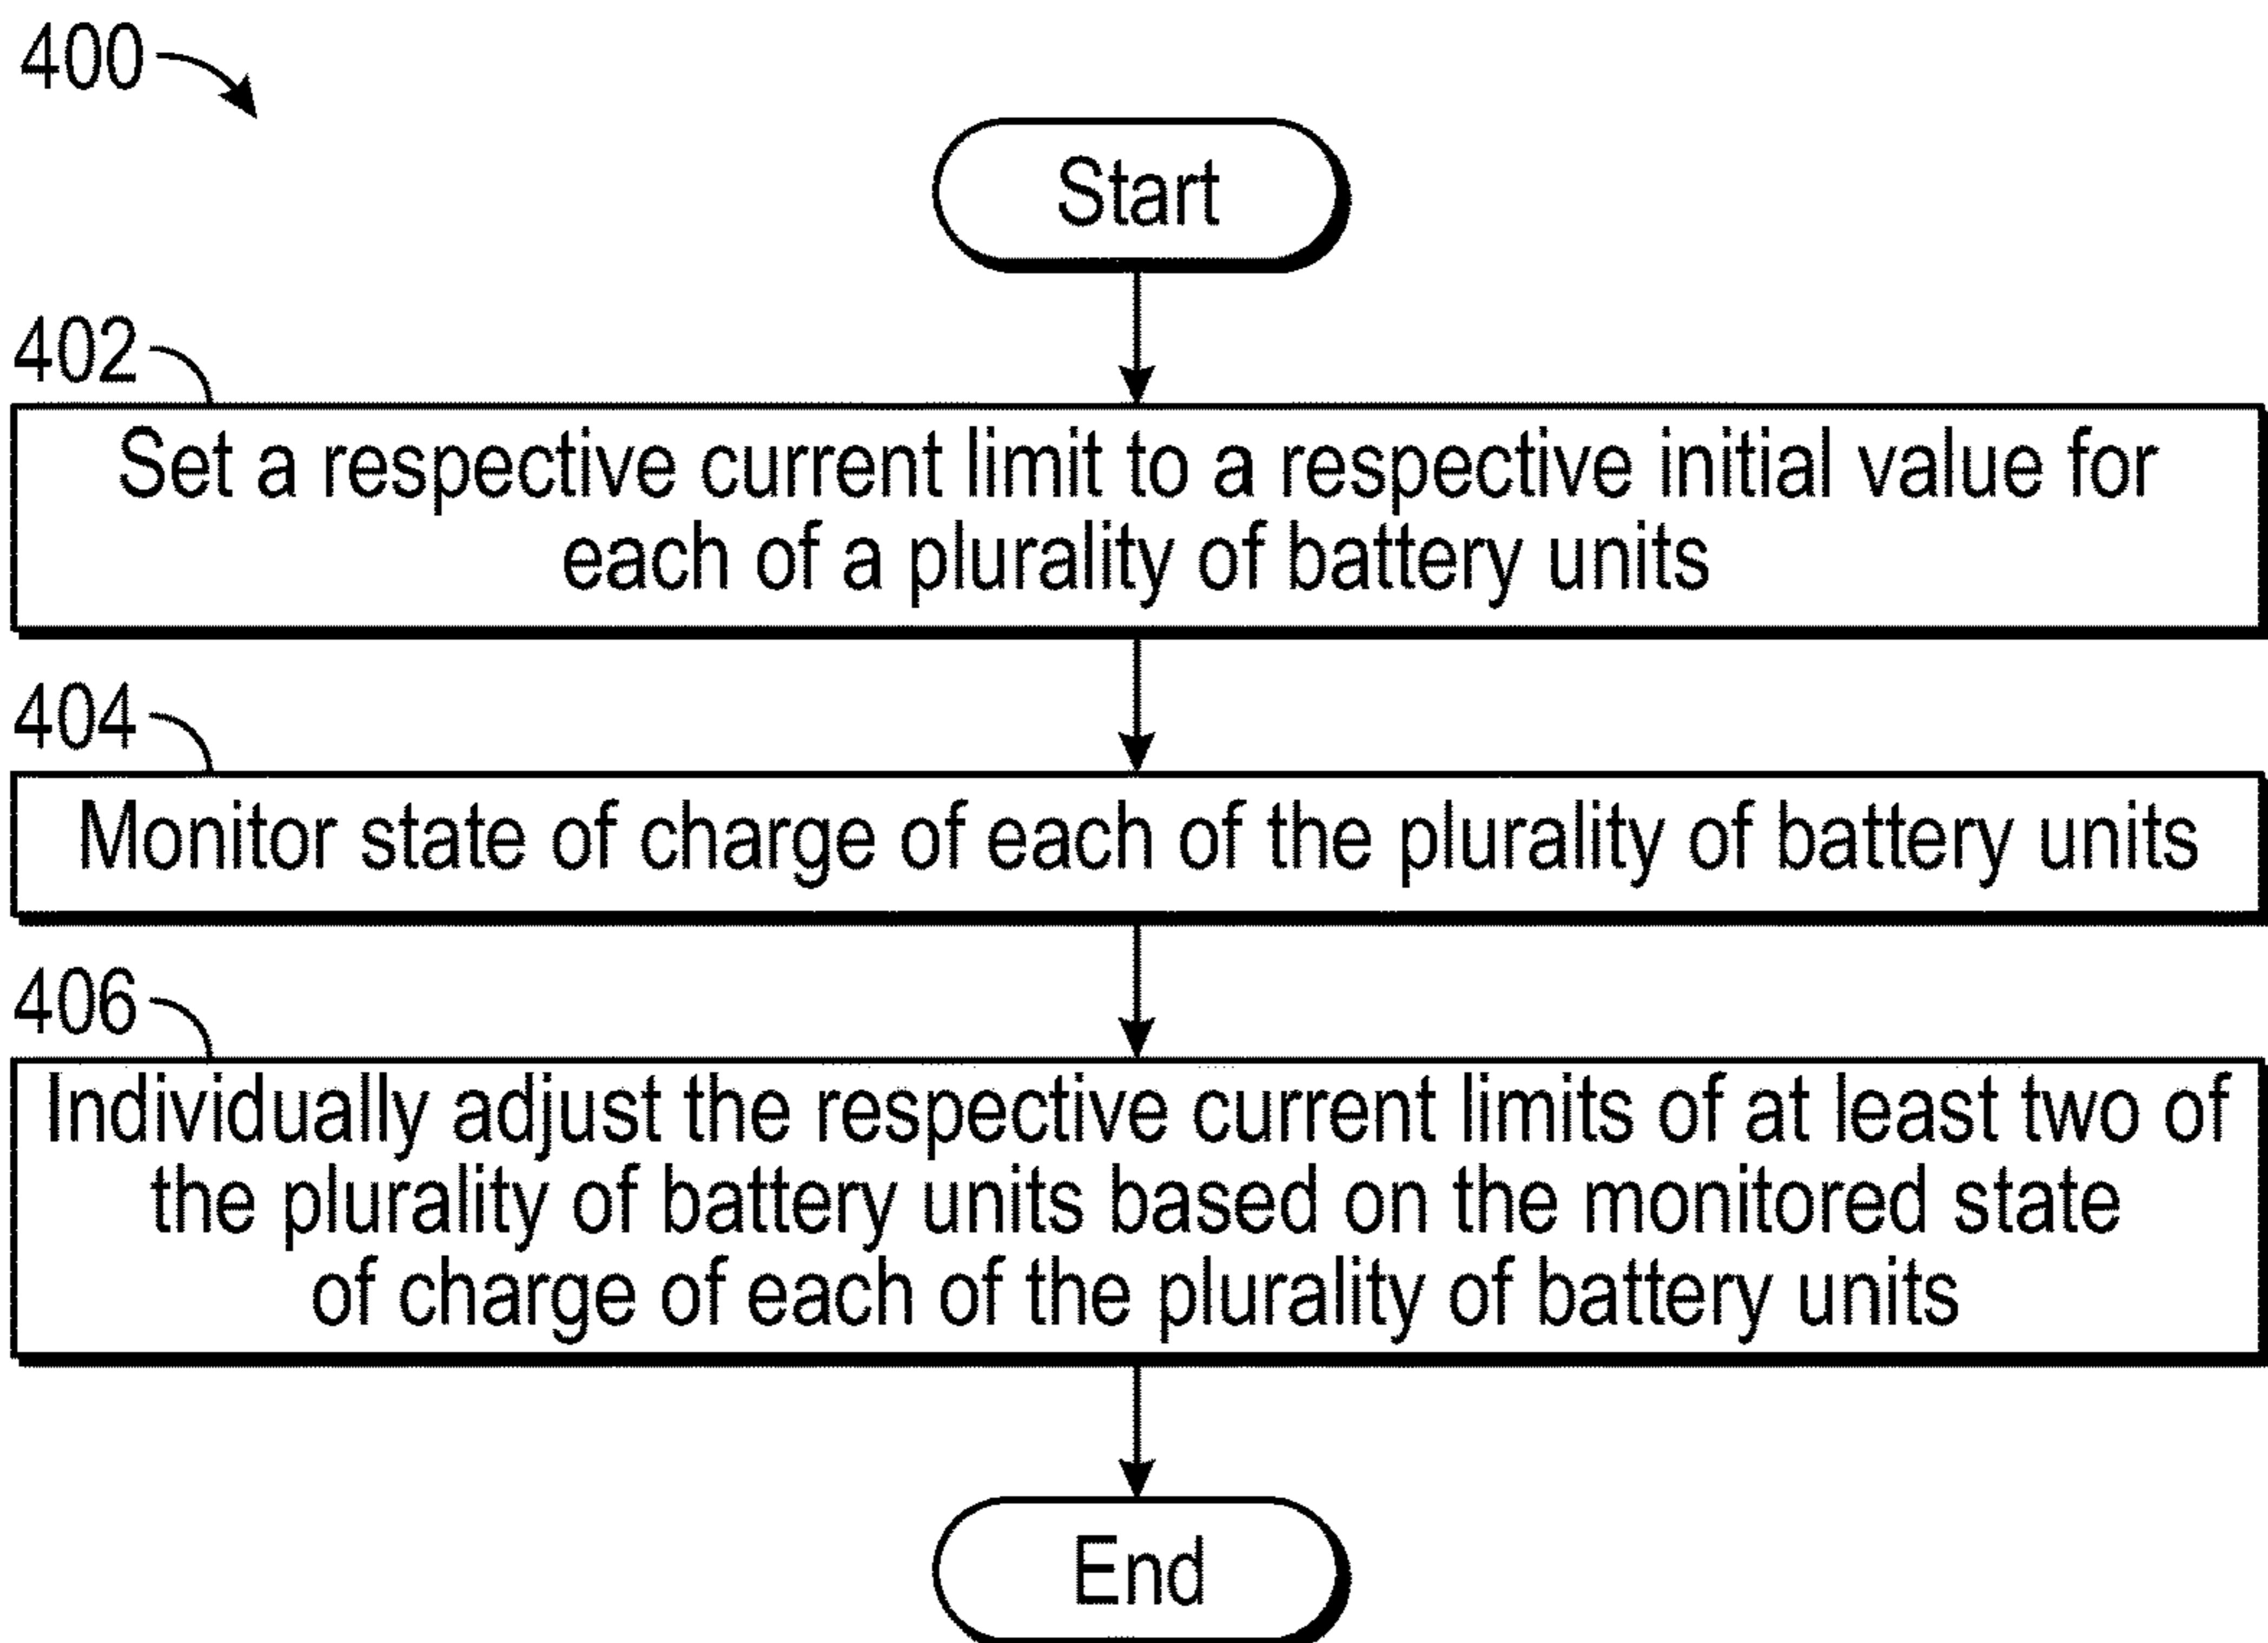 400
Start
402
Set a respective current limit to a respective initial value for
each of a plurality of battery units
404
Monitor state of charge of each of the plurality of battery units
406
Individually adjust the respective current limits of at least two of
the plurality of battery units based on the monitored state
of charge of each of the plurality of battery units
End